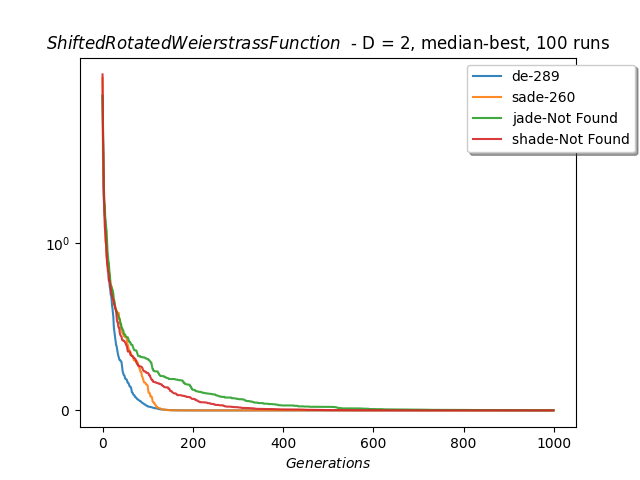 ShiftedRotatedWeierstrassFunction - D = 2, median-best, 100 runs
de-289
sade-260
jade-Not Found
shade-Not Found
10⁰
0
0 200 400 600 800 1000
Generations